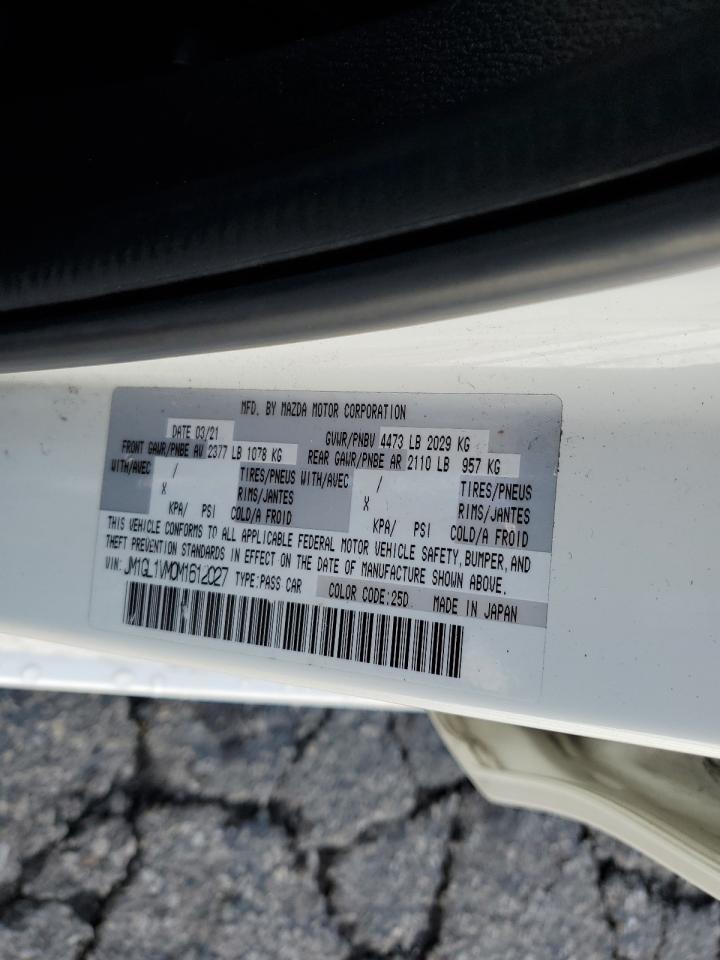 MFD. BY MAZDA MOTOR CORPORATION
DATE 03/21 GVWR/PNBV 4473 LB 2029 KG
FRONT GAWR/PNBE AV 2377 LB 1078 KG REAR GAWR/PNBE AR 2110 LB 957 KG
WITH/AVEC / TIRES/PNEUS WITH/AVEC / TIRES/PNEUS
X RIMS/JANTES X RIMS/JANTES
KPA/ PSI COLD/A FROID KPA/ PSI COLD/A FROID
THIS VEHICLE CONFORMS TO ALL APPLICABLE FEDERAL MOTOR VEHICLE SAFETY, BUMPER, AND
THEFT PREVENTION STANDARDS IN EFFECT ON THE DATE OF MANUFACTURE SHOWN ABOVE.
VIN: JM1GL1VM0M1612027 TYPE:PASS CAR COLOR CODE:25D MADE IN JAPAN